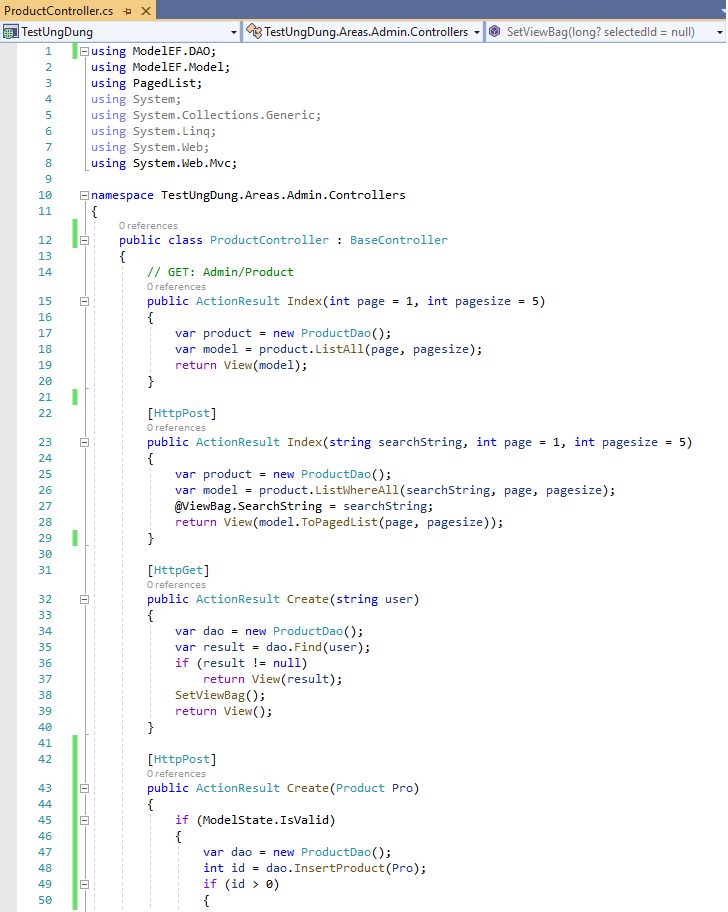 ProductController.cs
TestUngDung TestUngDung.Areas.Admin.Controllers SetViewBag(long? selectedId = null)
1 using ModelEF.DAO;
2 using ModelEF.Model;
3 using PagedList;
4 using System;
5 using System.Collections.Generic;
6 using System.Linq;
7 using System.Web;
8 using System.Web.Mvc;
9
10 namespace TestUngDung.Areas.Admin.Controllers
11 {
0 references
12 public class ProductController : BaseController
13 {
14 // GET: Admin/Product
0 references
15 public ActionResult Index(int page = 1, int pagesize = 5)
16 {
17 var product = new ProductDao();
18 var model = product.ListAll(page, pagesize);
19 return View(model);
20 }
21
22 [HttpPost]
0 references
23 public ActionResult Index(string searchString, int page = 1, int pagesize = 5)
24 {
25 var product = new ProductDao();
26 var model = product.ListWhereAll(searchString, page, pagesize);
27 @ViewBag.SearchString = searchString;
28 return View(model.ToPagedList(page, pagesize));
29 }
30
31 [HttpGet]
0 references
32 public ActionResult Create(string user)
33 {
34 var dao = new ProductDao();
35 var result = dao.Find(user);
36 if (result != null)
37 return View(result);
38 SetViewBag();
39 return View();
40 }
41
42 [HttpPost]
0 references
43 public ActionResult Create(Product Pro)
44 {
45 if (ModelState.IsValid)
46 {
47 var dao = new ProductDao();
48 int id = dao.InsertProduct(Pro);
49 if (id > 0)
50 {